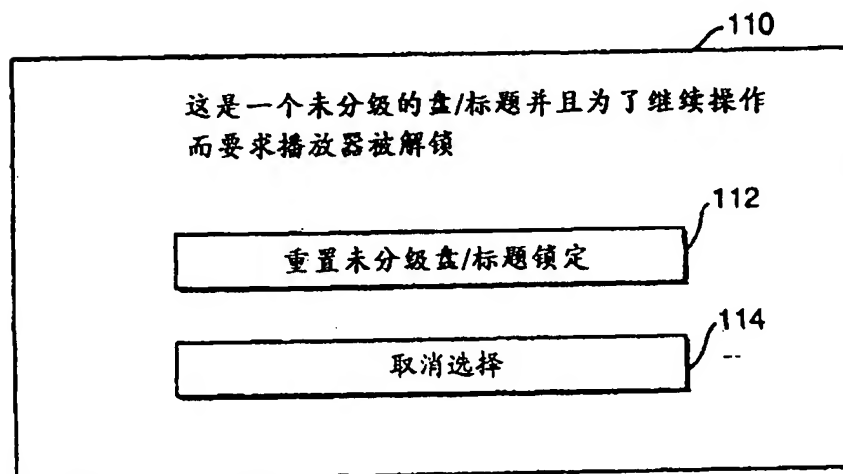 110
这是一个未分级的盘/标题并且为了继续操作
而要求播放器被解锁
112
重置未分级盘/标题锁定
114
取消选择